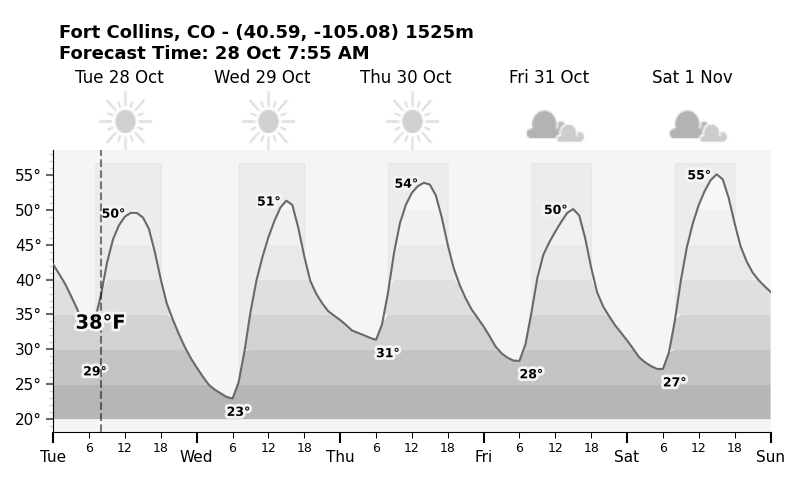 Fort Collins, CO - (40.59, -105.08) 1525m
Forecast Time: 28 Oct 7:55 AM
Tue 28 Oct Wed 29 Oct Thu 30 Oct Fri 31 Oct Sat 1 Nov
55°
50°
45°
40°
35°
30°
25°
20°
50° 51° 54° 50° 55°
38°F
29° 23° 31° 28° 27°
6 12 18 6 12 18 6 12 18 6 12 18 6 12 18
Tue Wed Thu Fri Sat Sun